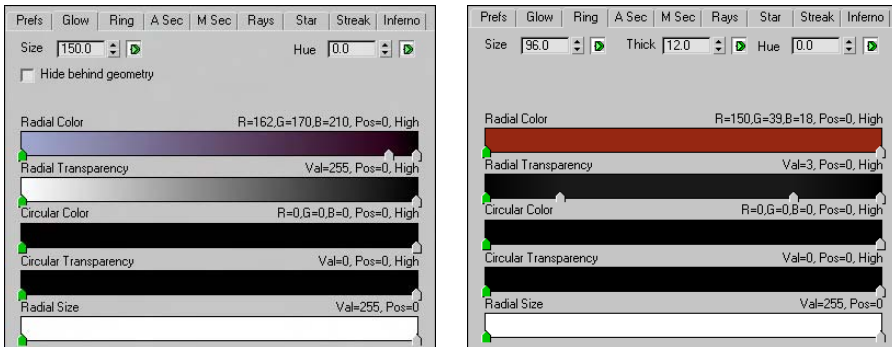 Prefs Glow Ring A Sec M Sec Rays Star Streak Inferno
Size 150.0 Hue 0.0
Hide behind geometry
Radial Color R=162,G=170,B=210, Pos=0, High
Radial Transparency Val=255, Pos=0, High
Circular Color R=0,G=0,B=0, Pos=0, High
Circular Transparency Val=0, Pos=0, High
Radial Size Val=255, Pos=0
Prefs Glow Ring A Sec M Sec Rays Star Streak Inferno
Size 96.0 Thick 12.0 Hue 0.0
Radial Color R=150,G=39,B=18, Pos=0, High
Radial Transparency Val=3, Pos=0, High
Circular Color R=0,G=0,B=0, Pos=0, High
Circular Transparency Val=0, Pos=0, High
Radial Size Val=255, Pos=0